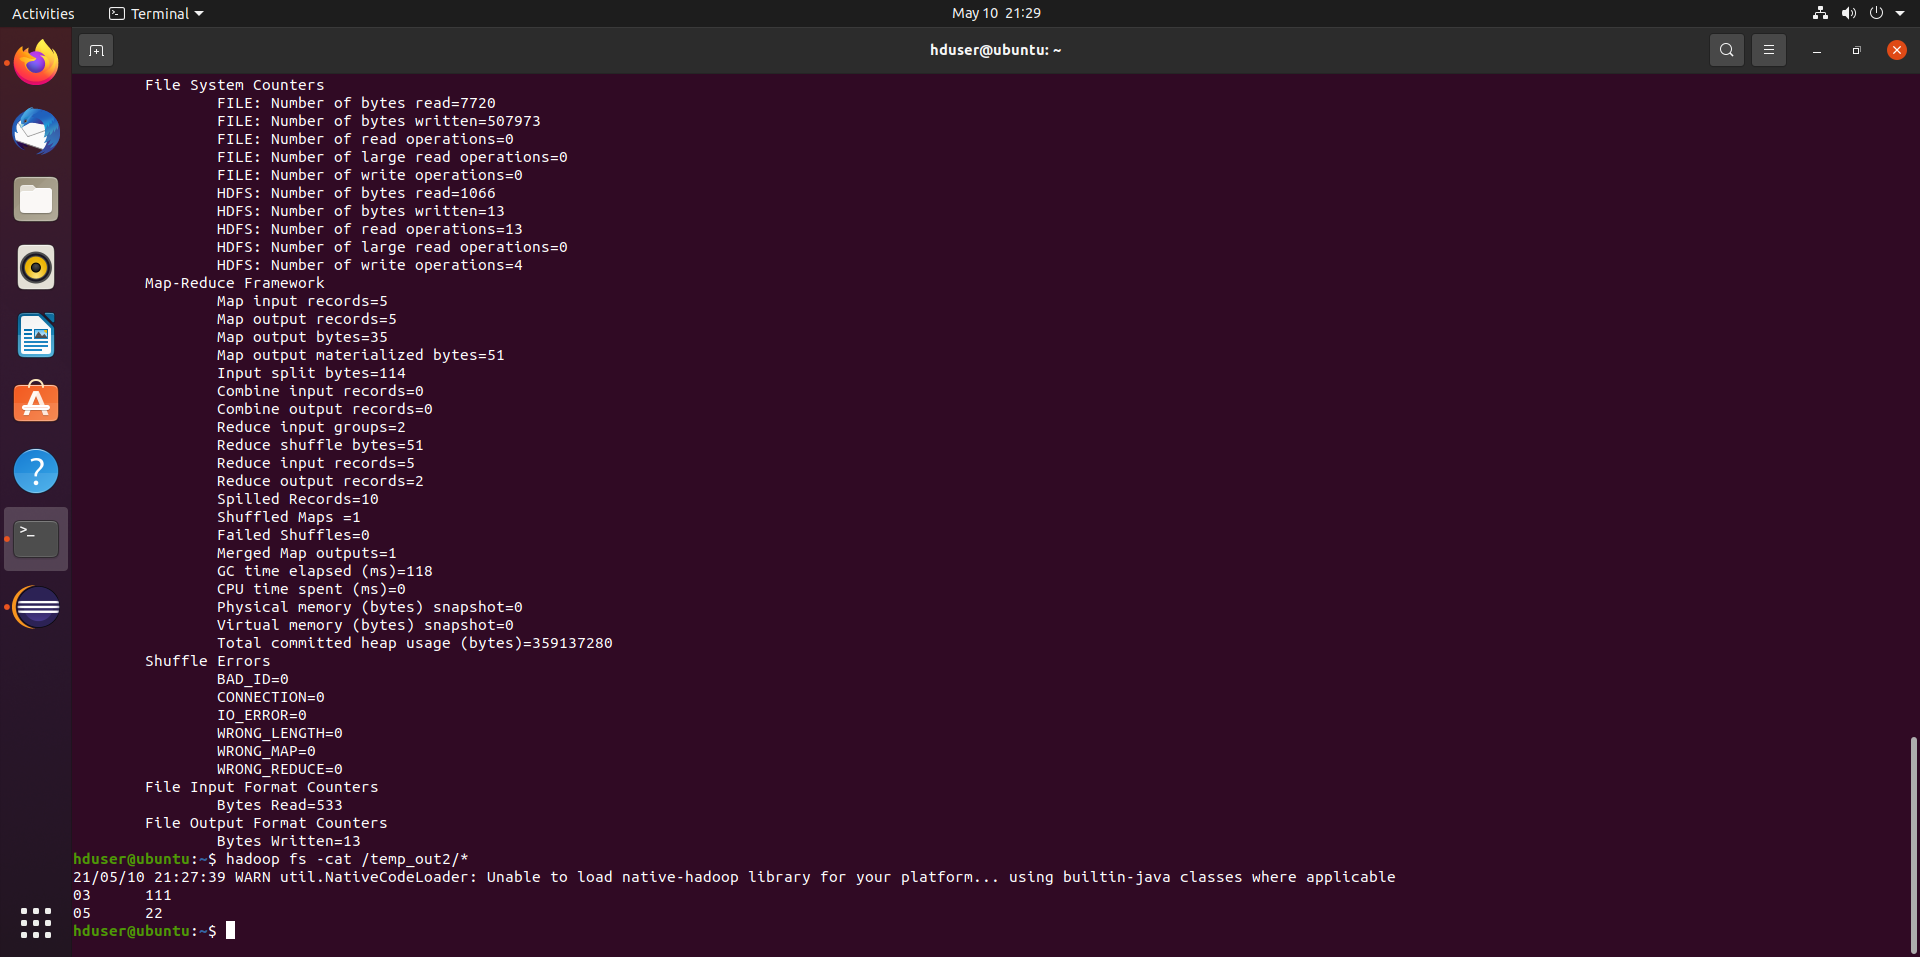 Activities
Terminal
May 10 21:29
hduser@ubuntu: ~
File System Counters
FILE: Number of bytes read=7720
FILE: Number of bytes written=507973
FILE: Number of read operations=0
FILE: Number of large read operations=0
FILE: Number of write operations=0
HDFS: Number of bytes read=1066
HDFS: Number of bytes written=13
HDFS: Number of read operations=13
HDFS: Number of large read operations=0
HDFS: Number of write operations=4
Map-Reduce Framework
Map input records=5
Map output records=5
Map output bytes=35
Map output materialized bytes=51
Input split bytes=114
Combine input records=0
Combine output records=0
Reduce input groups=2
Reduce shuffle bytes=51
Reduce input records=5
Reduce output records=2
Spilled Records=10
Shuffled Maps =1
Failed Shuffles=0
Merged Map outputs=1
GC time elapsed (ms)=118
CPU time spent (ms)=0
Physical memory (bytes) snapshot=0
Virtual memory (bytes) snapshot=0
Total committed heap usage (bytes)=359137280
Shuffle Errors
BAD_ID=0
CONNECTION=0
IO_ERROR=0
WRONG_LENGTH=0
WRONG_MAP=0
WRONG_REDUCE=0
File Input Format Counters
Bytes Read=533
File Output Format Counters
Bytes Written=13
hduser@ubuntu:~$ hadoop fs -cat /temp_out2/*
21/05/10 21:27:39 WARN util.NativeCodeLoader: Unable to load native-hadoop library for your platform... using builtin-java classes where applicable
03 111
05 22
hduser@ubuntu:~$